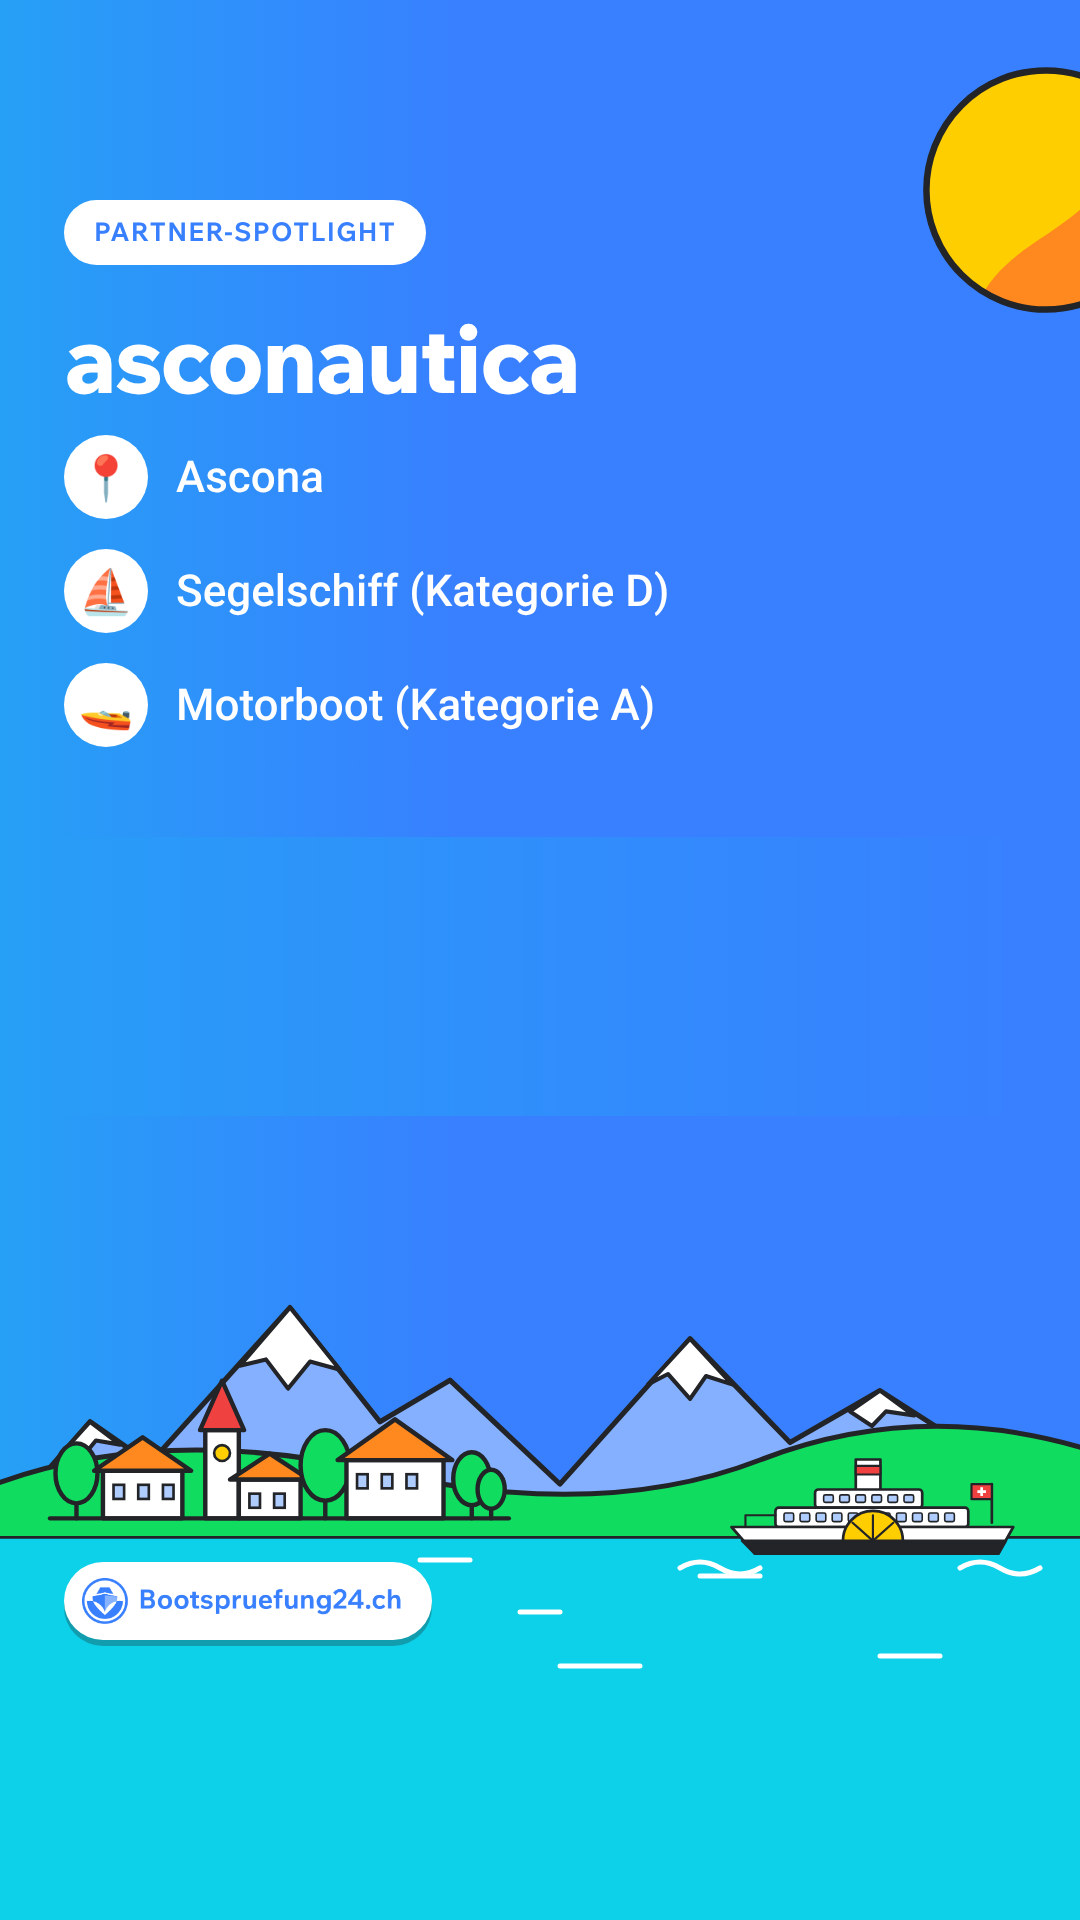 PARTNER-SPOTLIGHT
asconautica
Ascona
Segelschiff (Kategorie D)
Motorboot (Kategorie A)
Bootspruefung24.ch